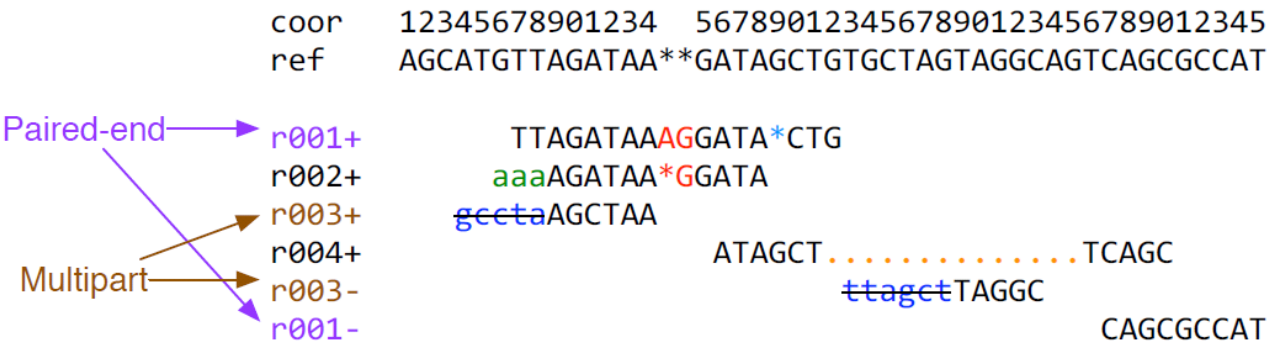 coor 12345678901234 5678901234567890123456789012345
ref AGCATGTTAGATAA**GATAGCTGTGCTAGTAGGCAGTCAGCGCCAT
Paired-end r001+ TTAGATAAAGGATA*CTG
r002+ aaaAGATAA*GGATA
r003+ gcctaAGCTAA
r004+ ATAGCT..............TCAGC
Multipart r003- ttagctTAGGC
r001- CAGCGCCAT